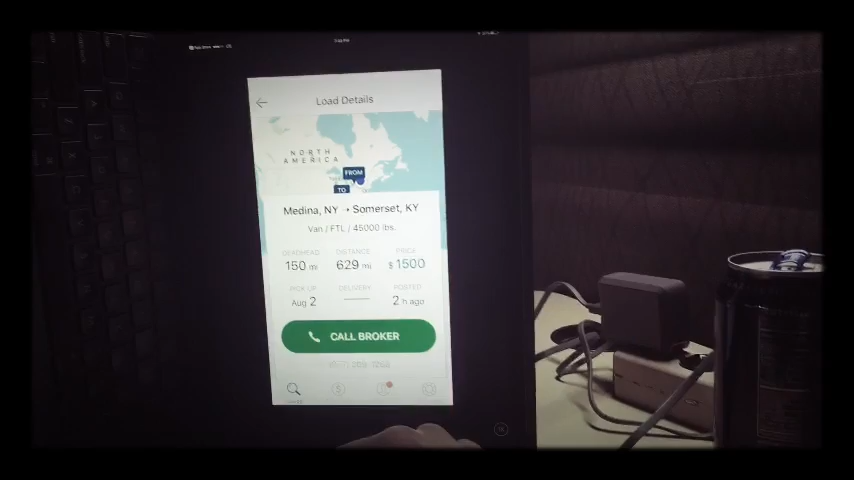 Load Details
NORTH
AMERICA
FROM
TO
Medina, NY → Somerset, KY
Van / FTL / 45000 lbs.
DEADHEAD DISTANCE PRICE
150 mi 629 mi $1500
PICK UP DELIVERY POSTED
Aug 2 —— 2 h ago
CALL BROKER